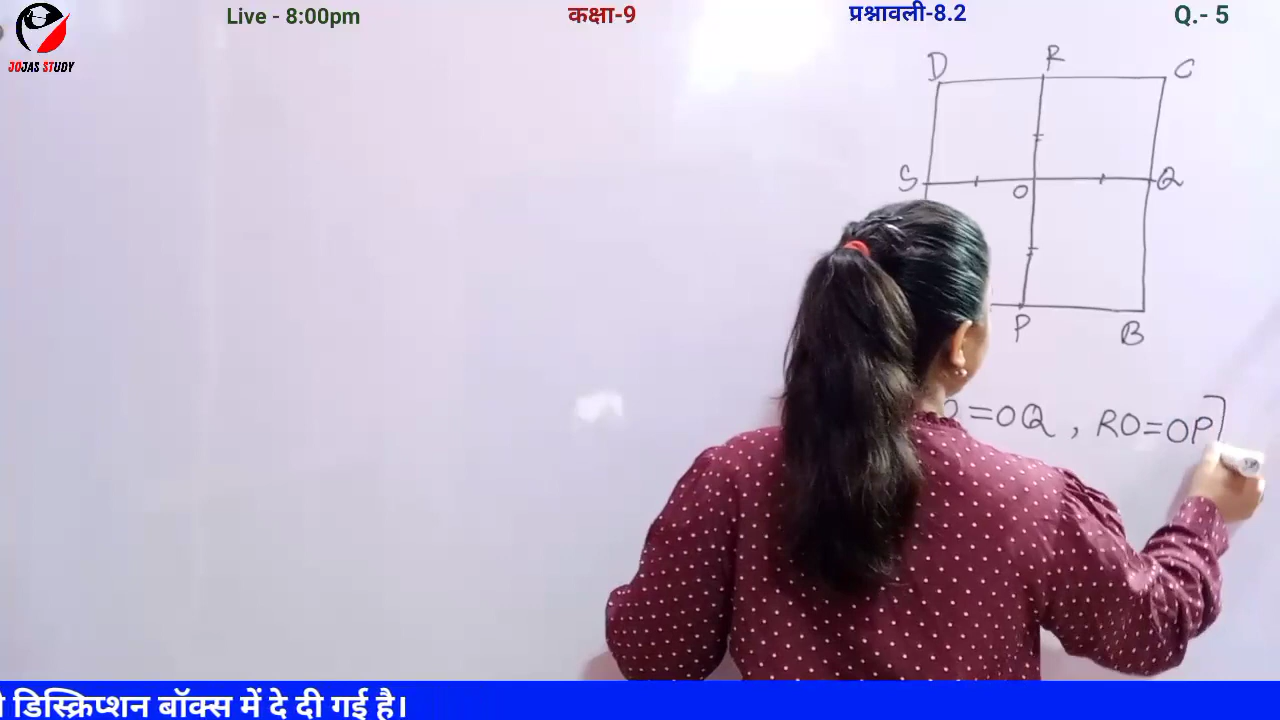 Live - 8:00pm
कक्षा-9
प्रश्नावली-8.2
Q.- 5
JOJAS STUDY
D R C
S O Q
P B
=OQ, RO=OP]
डिस्क्रिप्शन बॉक्स में दे दी गई है।